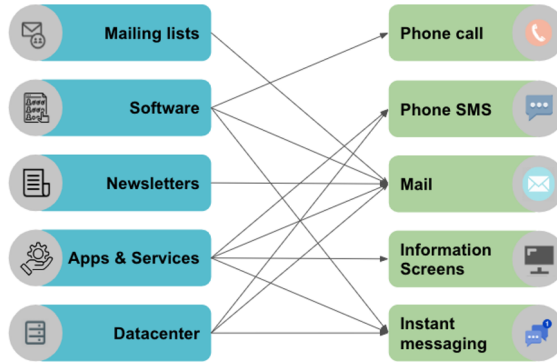 Mailing lists
Phone call
Software
Phone SMS
Newsletters
Mail
Apps & Services
Information
Screens
Datacenter
Instant
messaging